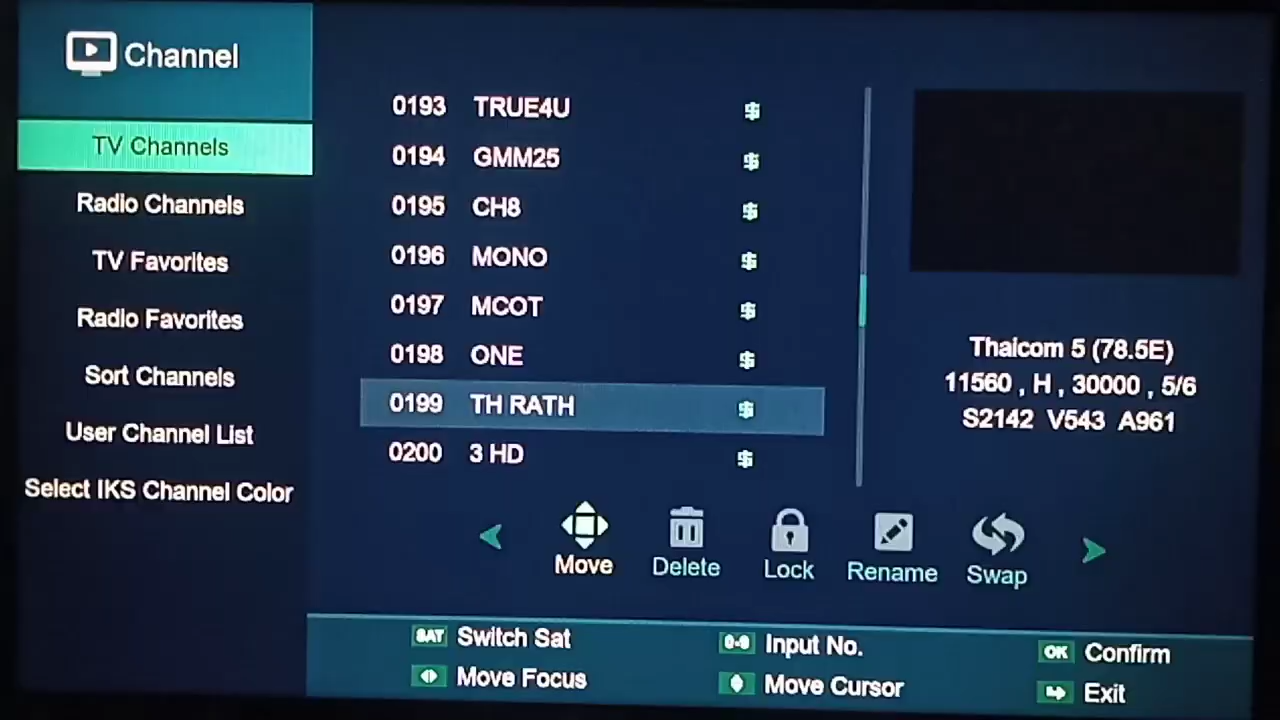 Channel
TV Channels
Radio Channels
TV Favorites
Radio Favorites
Sort Channels
User Channel List
Select IKS Channel Color
0193 TRUE4U $
0194 GMM25 $
0195 CH8 $
0196 MONO $
0197 MCOT $
0198 ONE $
0199 TH RATH $
0200 3 HD $
Thaicom 5 (78.5E)
11560 , H , 30000 , 5/6
S2142 V543 A961
Move Delete Lock Rename Swap
SAT Switch Sat 0-9 Input No. OK Confirm
Move Focus Move Cursor Exit